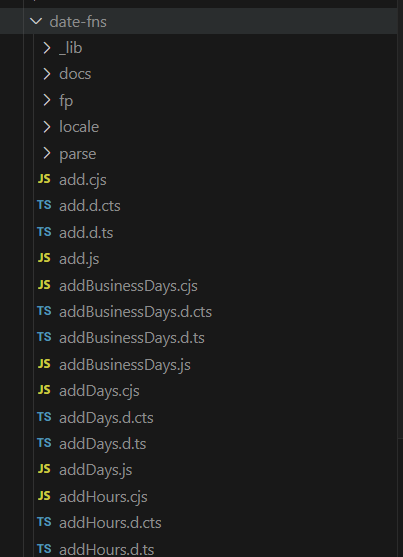 date-fns
_lib
docs
fp
locale
parse
JS add.cjs
TS add.d.cts
TS add.d.ts
JS add.js
JS addBusinessDays.cjs
TS addBusinessDays.d.cts
TS addBusinessDays.d.ts
JS addBusinessDays.js
JS addDays.cjs
TS addDays.d.cts
TS addDays.d.ts
JS addDays.js
JS addHours.cjs
TS addHours.d.cts
TS addHours.d.ts